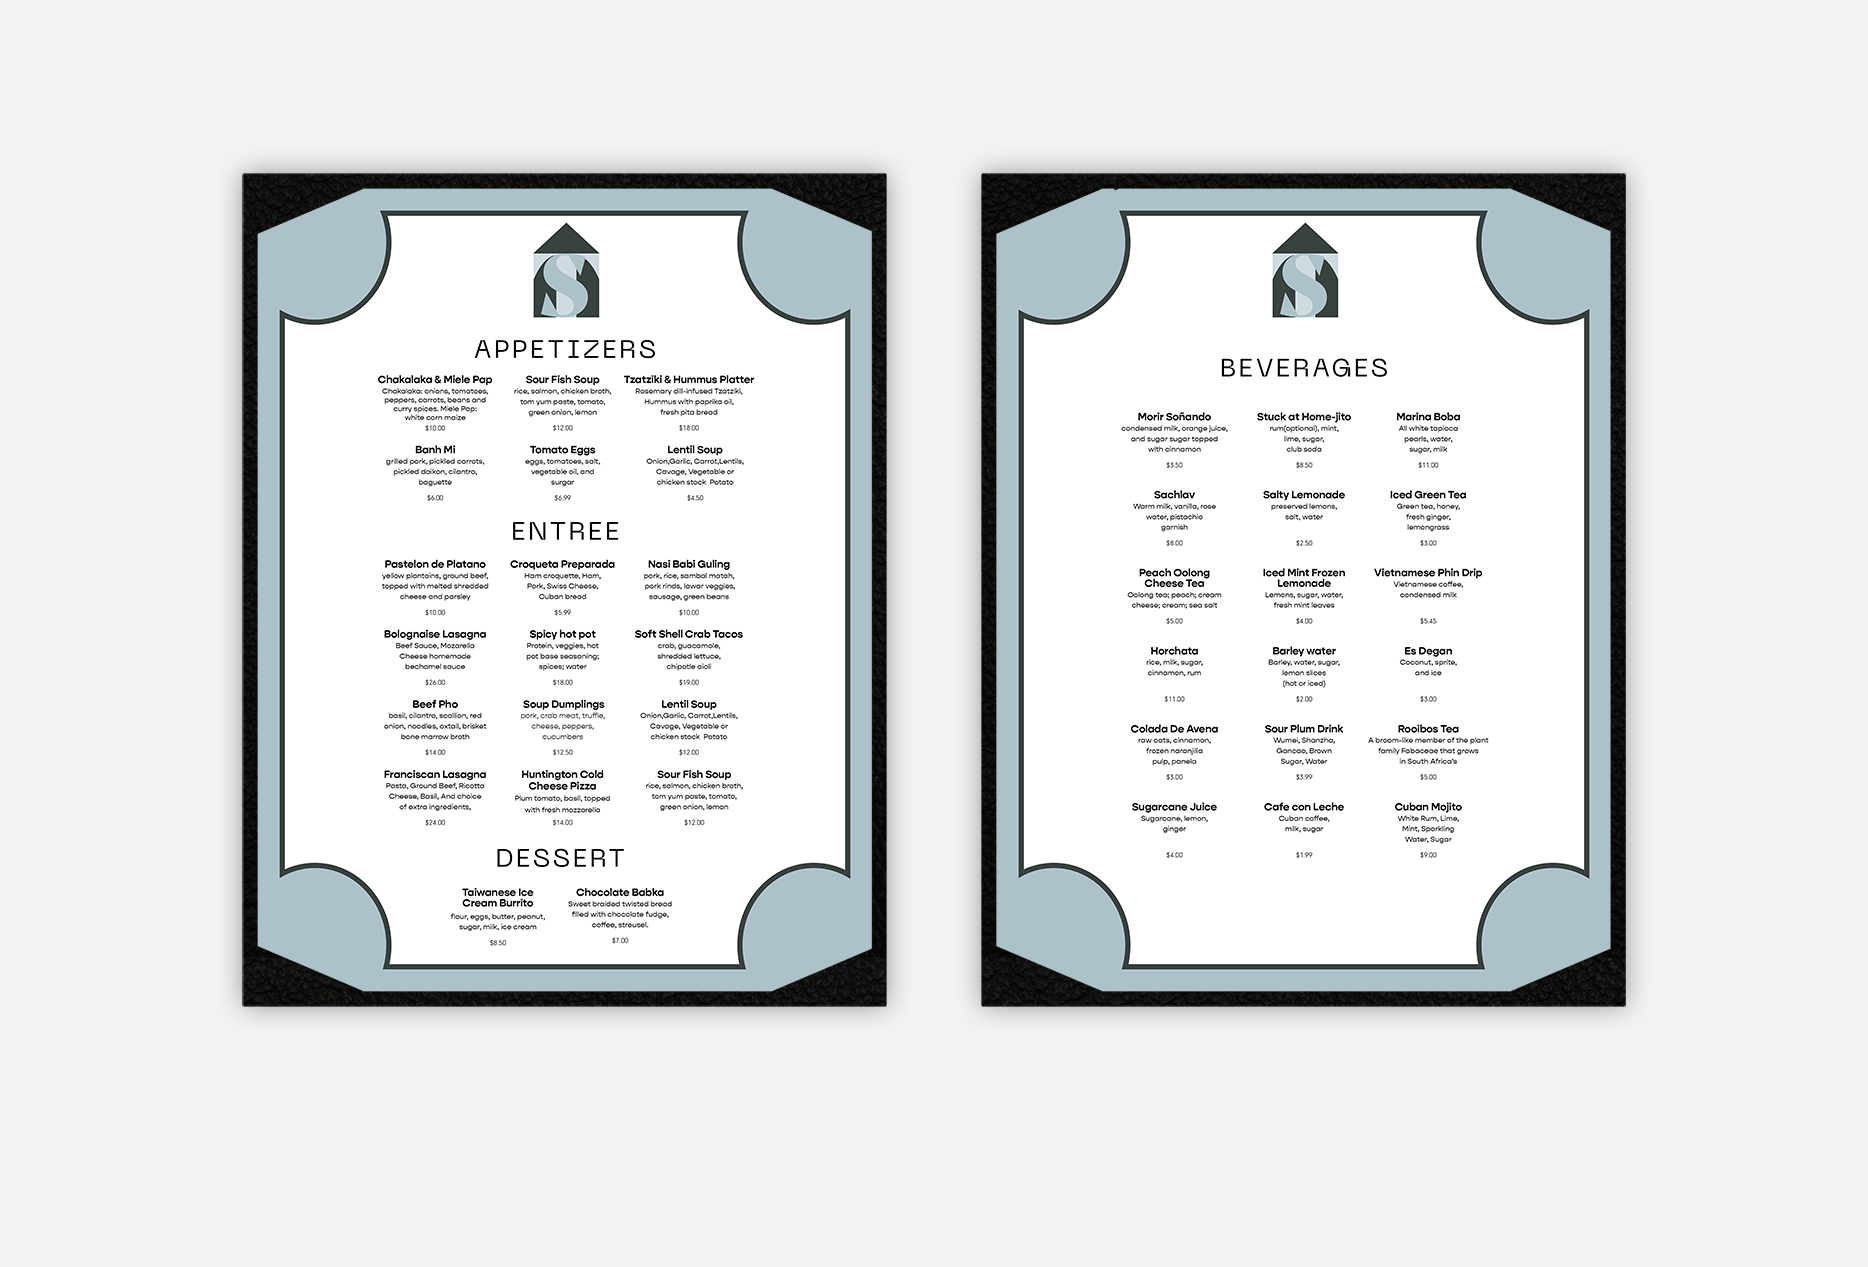 S
APPETIZERS
Chakalaka & Miele Pap
Chakalaka: onions, tomatoes,
peppers, carrots, beans and
curry spices. Miele Pap:
white corn maize
$10.00
Sour Fish Soup
rice, salmon, chicken broth,
tom yum paste, tomato,
green onion, lemon
$12.00
Tzatziki & Hummus Platter
Rosemary dill-infused Tzatziki,
Hummus with paprika oil,
fresh pita bread
$18.00
Banh Mi
grilled pork, pickled carrots,
pickled daikon, cilantro,
baguette
$6.00
Tomato Eggs
eggs, tomatoes, salt,
vegetable oil, and
surgar
$6.99
Lentil Soup
Onion,Garlic, Carrot,Lentils,
Cavage, Vegetable or
chicken stock Potato
$4.50
ENTREE
Pastelon de Platano
yellow plantains, ground beef,
topped with melted shredded
cheese and parsley
$10.00
Croqueta Preparada
Ham croquette, Ham,
Pork, Swiss Cheese,
Cuban bread
$5.99
Nasi Babi Guling
pork, rice, sambal matah,
pork rinds, lawar veggies,
sausage, green beans
$10.00
Bolognaise Lasagna
Beef Sauce, Mozarella
Cheese homemade
bechamel sauce
$26.00
Spicy hot pot
Protein, veggies, hot
pot base seasoning;
spices; water
$18.00
Soft Shell Crab Tacos
crab, guacamole,
shredded lettuce,
chipotle aioli
$19.00
Beef Pho
basil, cilantro, scallion, red
onion, noodles, oxtail, brisket
bone marrow broth
$14.00
Soup Dumplings
pork, crab meat, truffle,
cheese, peppers,
cucumbers
$12.50
Lentil Soup
Onion,Garlic, Carrot,Lentils,
Cavage, Vegetable or
chicken stock Potato
$12.00
Franciscan Lasagna
Pasta, Ground Beef, Ricotta
Cheese, Basil, And choice
of extra ingredients,
$24.00
Huntington Cold
Cheese Pizza
Plum tomato, basil, topped
with fresh mozzarella
$14.00
Sour Fish Soup
rice, salmon, chicken broth,
tom yum paste, tomato,
green onion, lemon
$12.00
DESSERT
Taiwanese Ice
Cream Burrito
flour, eggs, butter, peanut,
sugar, milk, ice cream
$8.50
Chocolate Babka
Sweet braided twisted bread
filled with chocolate fudge,
coffee, streusel.
$7.00
S
BEVERAGES
Morir Soñando
condensed milk, orange juice,
and sugar sugar topped
with cinnamon
$3.50
Stuck at Home-jito
rum(optional), mint,
lime, sugar,
club soda
$8.50
Marina Boba
All white tapioca
pearls, water,
sugar, milk
$11.00
Sachlav
Warm milk, vanilla, rose
water, pistachio
garnish
$8.00
Salty Lemonade
preserved lemons,
salt, water
$2.50
Iced Green Tea
Green tea, honey,
fresh ginger,
lemongrass
$3.00
Peach Oolong
Cheese Tea
Oolong tea; peach; cream
cheese; cream; sea salt
$5.00
Iced Mint Frozen
Lemonade
Lemons, sugar, water,
fresh mint leaves
$4.00
Vietnamese Phin Drip
Vietnamese coffee,
condensed milk
$5.45
Horchata
rice, milk, sugar,
cinnamon, rum
$11.00
Barley water
Barley, water, sugar,
lemon slices
(hot or iced)
$2.00
Es Degan
Coconut, sprite,
and ice
$3.00
Colada De Avena
raw oats, cinnamon,
frozen naranjilla
pulp, panela
$3.00
Sour Plum Drink
Wumei, Shanzha,
Gancao, Brown
Sugar, Water
$3.99
Rooibos Tea
A broom-like member of the plant
family Fabaceae that grows
in South Africa's
$5.00
Sugarcane Juice
Sugarcane, lemon,
ginger
$4.00
Cafe con Leche
Cuban coffee,
milk, sugar
$1.99
Cuban Mojito
White Rum, Lime,
Mint, Sparkling
Water, Sugar
$9.00